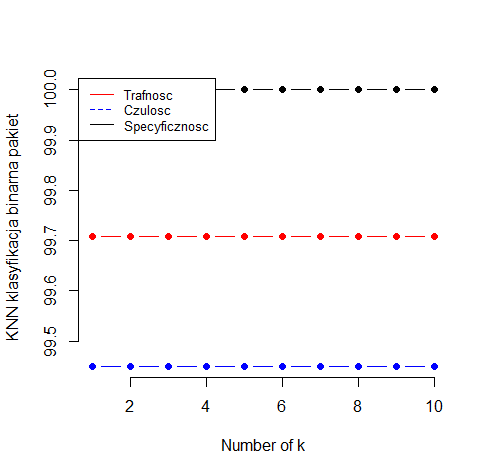 KNN klasyfikacja binarna pakiet
100.0
99.9
99.8
99.7
99.6
99.5
Trafnosc
Czulosc
Specyficznosc
2 4 6 8 10
Number of k